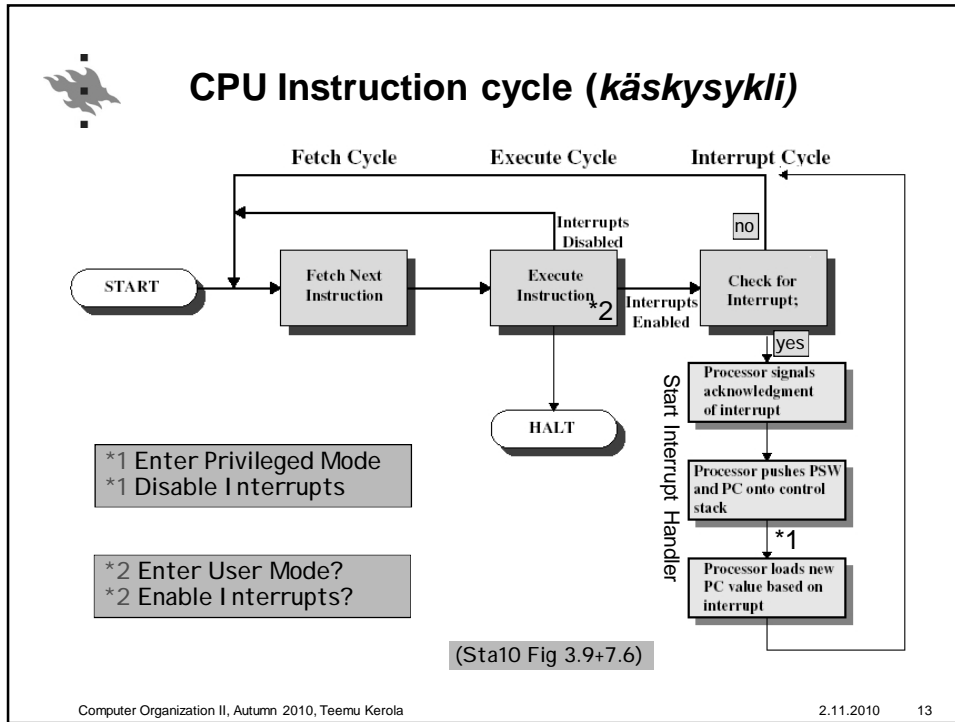 CPU Instruction cycle (käskysykli)
Fetch Cycle
Execute Cycle
Interrupt Cycle
Interrupts
Disabled
no
START
Fetch Next
Instruction
Execute
Instruction
*2
Interrupts
Enabled
Check for
Interrupt;
yes
Start Interrupt Handler
Processor signals
acknowledgment
of interrupt
HALT
*1 Enter Privileged Mode
*1 Disable Interrupts
Processor pushes PSW
and PC onto control
stack
*1
*2 Enter User Mode?
*2 Enable Interrupts?
Processor loads new
PC value based on
interrupt
(Sta10 Fig 3.9+7.6)
Computer Organization II, Autumn 2010, Teemu Kerola
2.11.2010
13